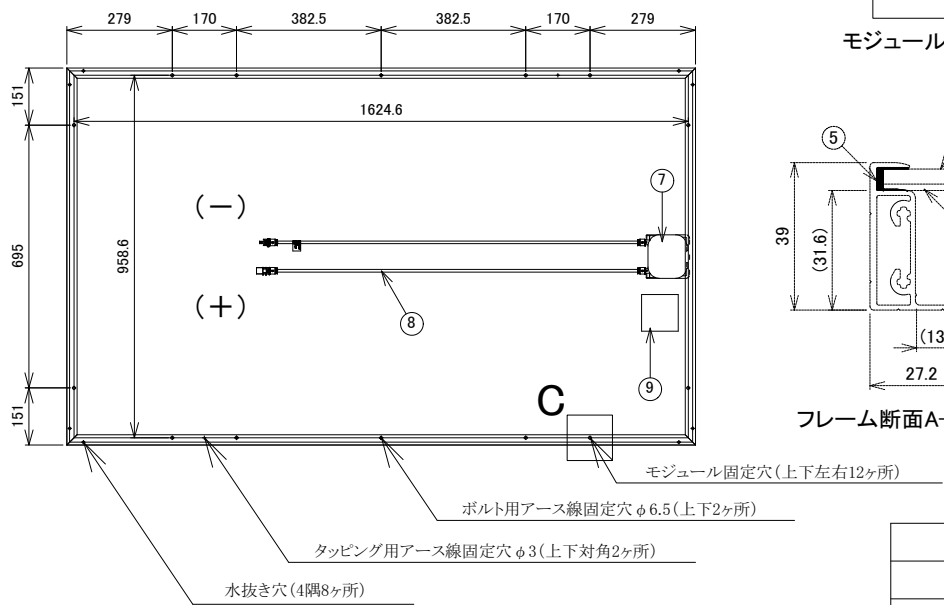 279 170 382.5 382.5 170 279
モジュール
151
1624.6
5
7
(－)
39
(31.6)
695
958.6
(＋)
8
9
(13
27.2
151
C
フレーム断面A-
モジュール固定穴(上下左右12ヶ所)
ボルト用アース線固定穴φ6.5(上下2ヶ所)
タッピング用アース線固定穴φ3(上下対角2ヶ所)
水抜き穴(4隅8ヶ所)